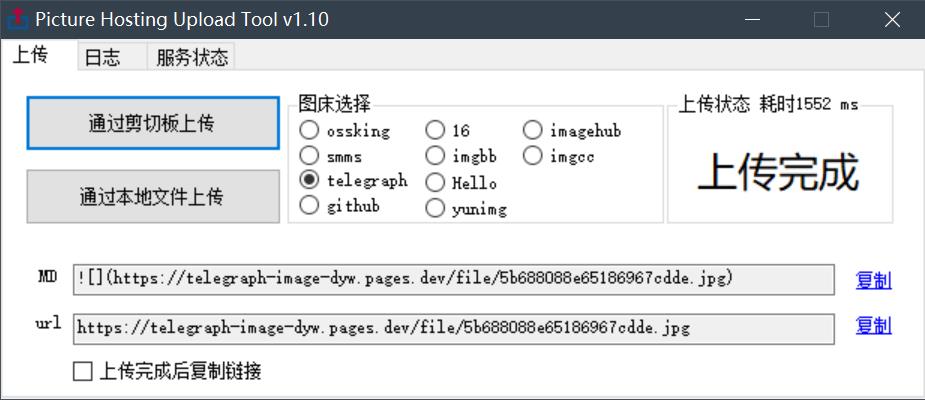 Picture Hosting Upload Tool v1.10
上传 日志 服务状态
通过剪切板上传
通过本地文件上传
图床选择
ossking 16 imagehub
smms imgbb imgcc
telegraph Hello
github yunimg
上传状态 耗时1552 ms
上传完成
MD ![](https://telegraph-image-dyw.pages.dev/file/5b688088e65186967cdde.jpg) 复制
url https://telegraph-image-dyw.pages.dev/file/5b688088e65186967cdde.jpg 复制
上传完成后复制链接